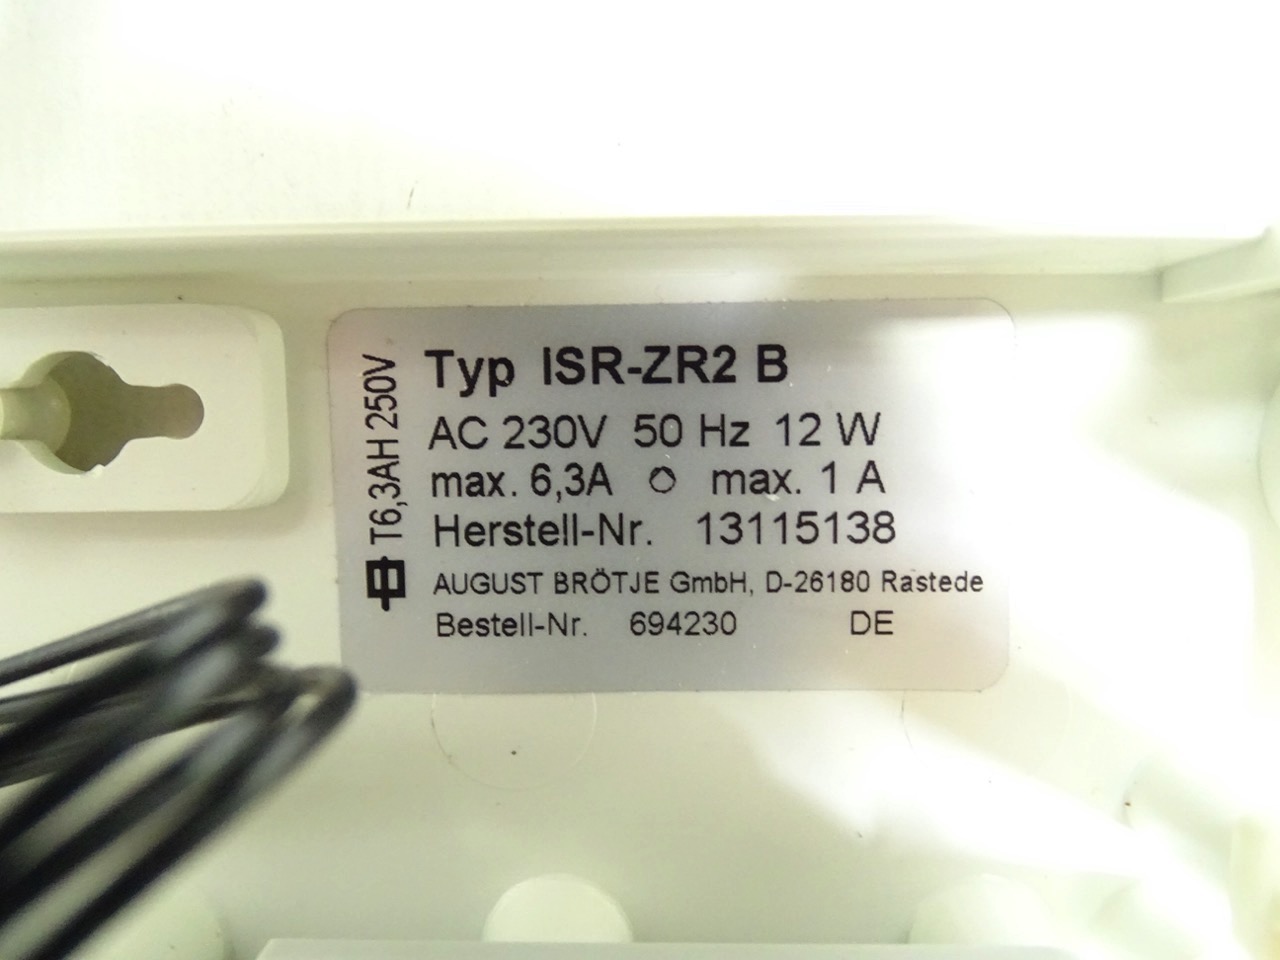 Typ ISR-ZR2 B
AC 230V 50 Hz 12 W
max. 6,3A max. 1 A
Herstell-Nr. 13115138
AUGUST BRÖTJE GmbH, D-26180 Rastede
Bestell-Nr. 694230 DE
T6,3AH 250V